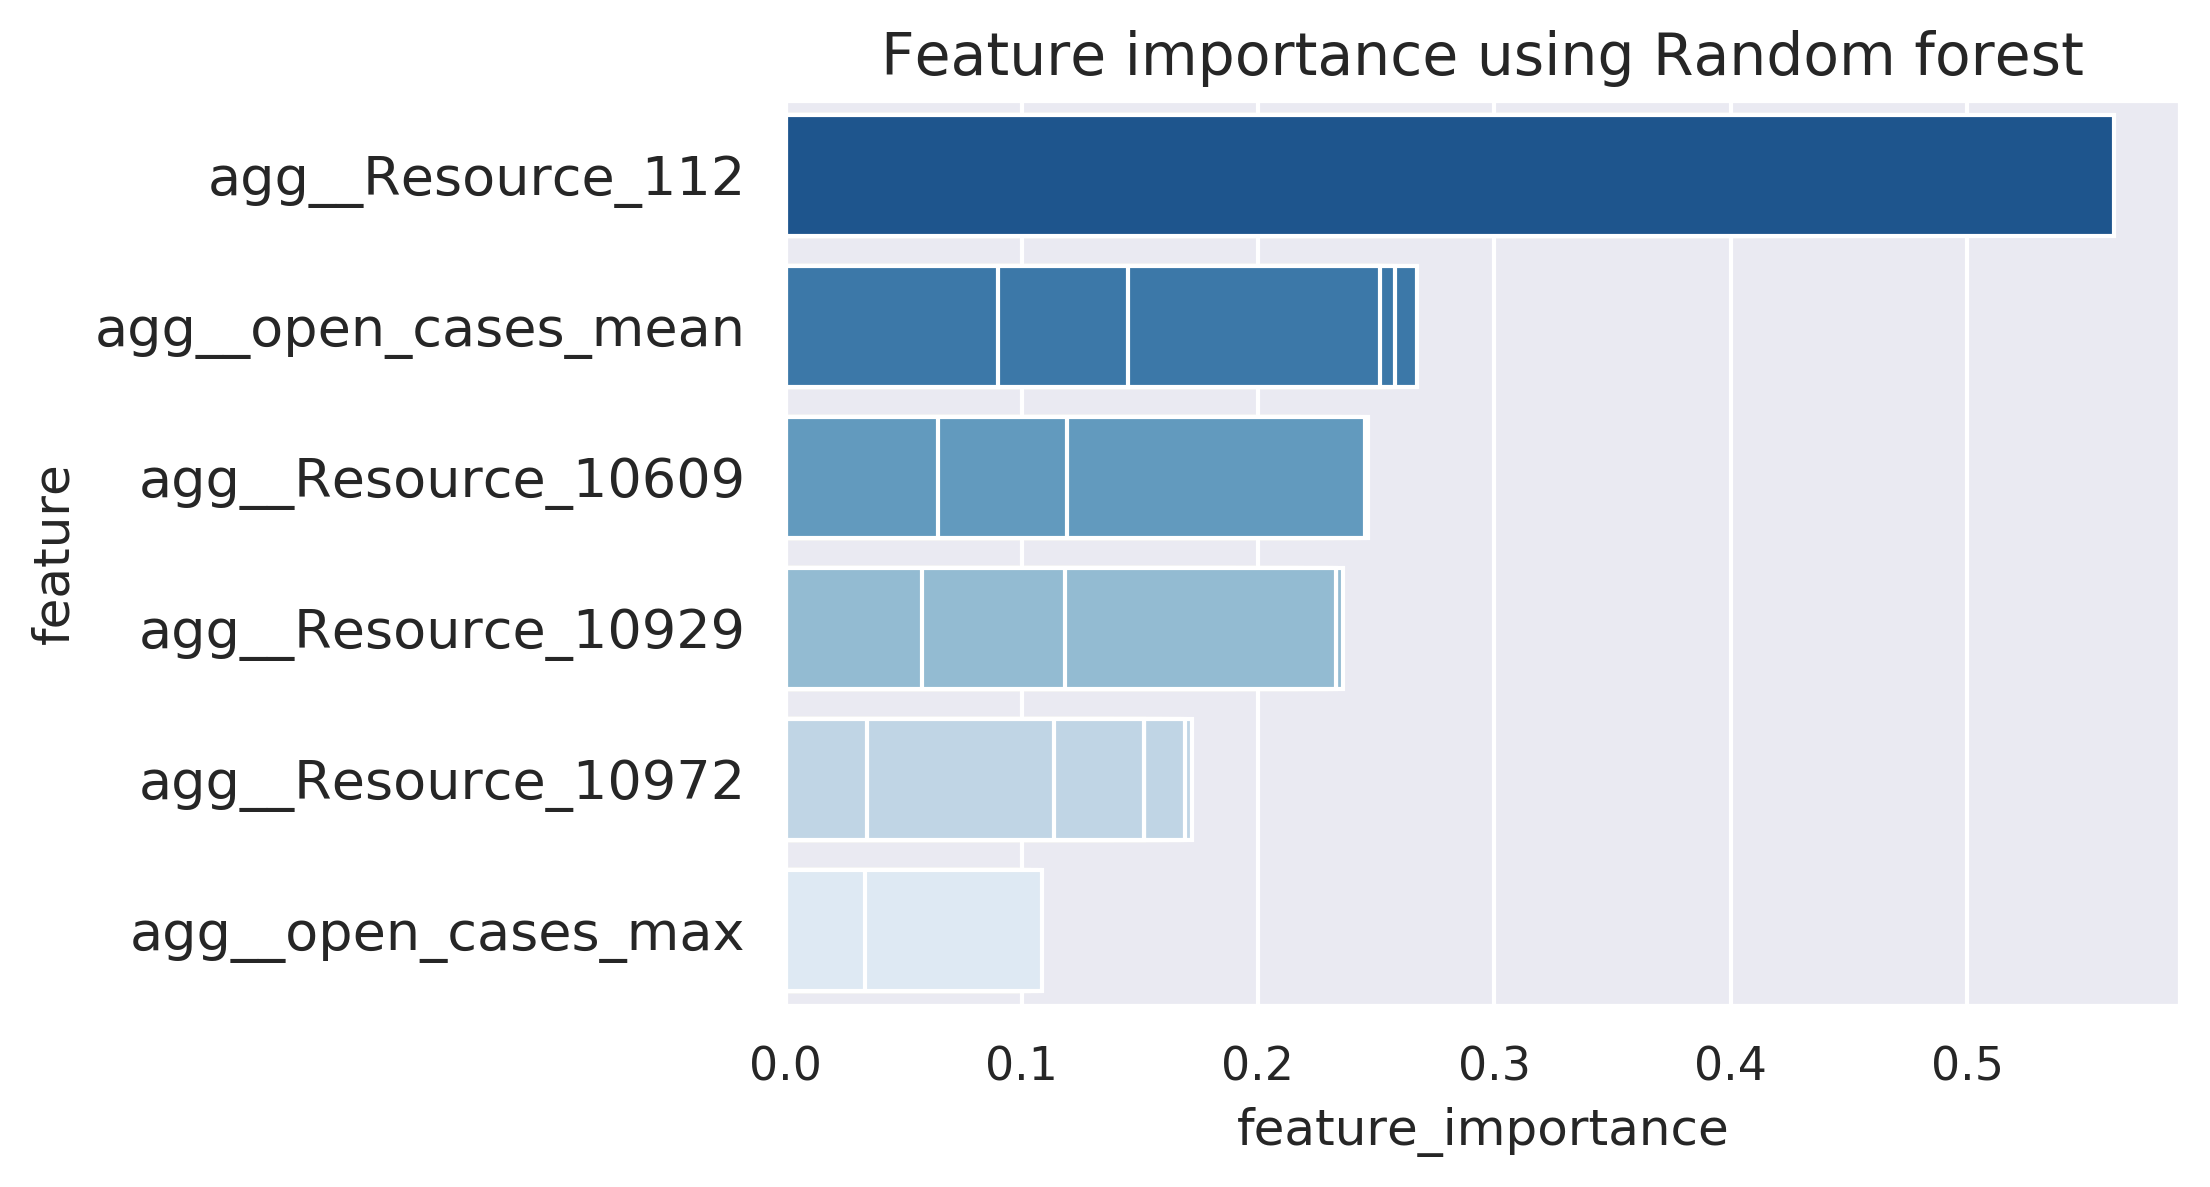 Feature importance using Random forest
feature
agg__Resource_112
agg__open_cases_mean
agg__Resource_10609
agg__Resource_10929
agg__Resource_10972
agg__open_cases_max
0.0 0.1 0.2 0.3 0.4 0.5
feature_importance